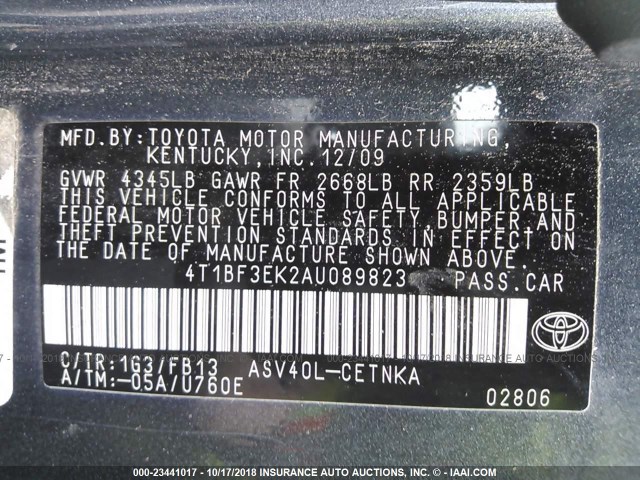 MFD.BY:TOYOTA MOTOR MANUFACTURING,
KENTUCKY,INC.12/09
GVWR 4345LB GAWR FR 2668LB RR 2359LB
THIS VEHICLE CONFORMS TO ALL APPLICABLE
FEDERAL MOTOR VEHICLE SAFETY,BUMPER,AND
THEFT PREVENTION STANDARDS IN EFFECT ON
THE DATE OF MANUFACTURE SHOWN ABOVE.
4T1BF3EK2AU089823 PASS.CAR
C/TR:1G3/FB13 ASV40L-CETNKA
A/TM:-05A/U760E
02806
000-23441017 - 10/17/2018 INSURANCE AUTO AUCTIONS - © - IAAI.COM